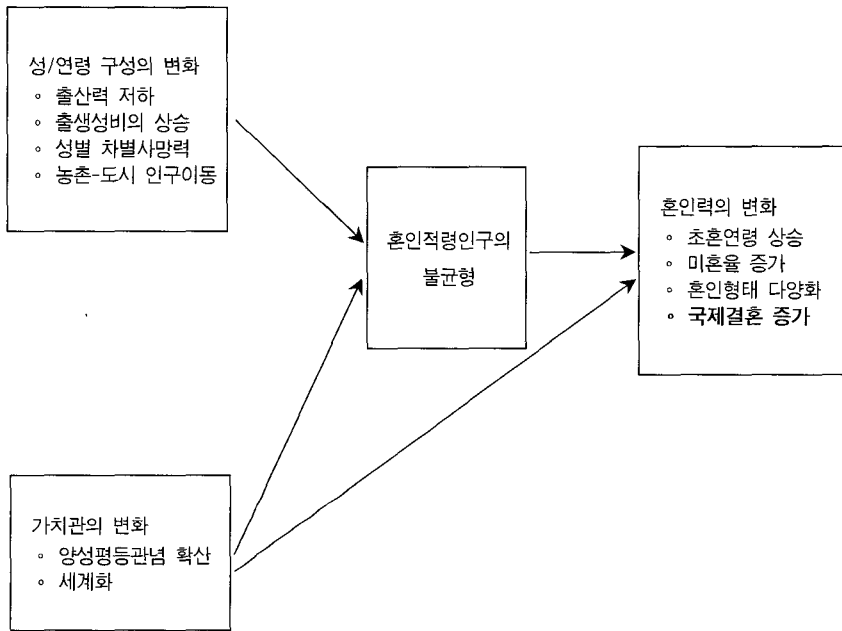 성/연령 구성의 변화
∘ 출산력 저하
∘ 출생성비의 상승
∘ 성별 차별사망력
∘ 농촌-도시 인구이동
혼인적령인구의
불균형
혼인력의 변화
∘ 초혼연령 상승
∘ 미혼율 증가
∘ 혼인형태 다양화
∘ 국제결혼 증가
가치관의 변화
∘ 양성평등관념 확산
∘ 세계화